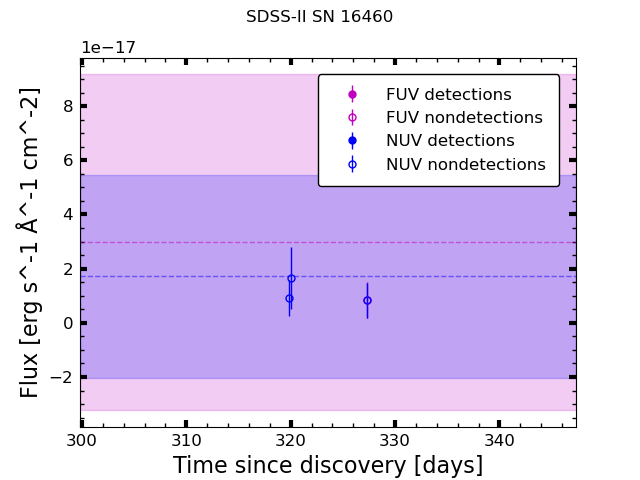 SDSS-II SN 16460
1e−17
FUV detections
FUV nondetections
NUV detections
NUV nondetections
8
6
4
2
0
−2
300
310
320
330
340
Time since discovery [days]
Flux [erg s^-1 Å^-1 cm^-2]